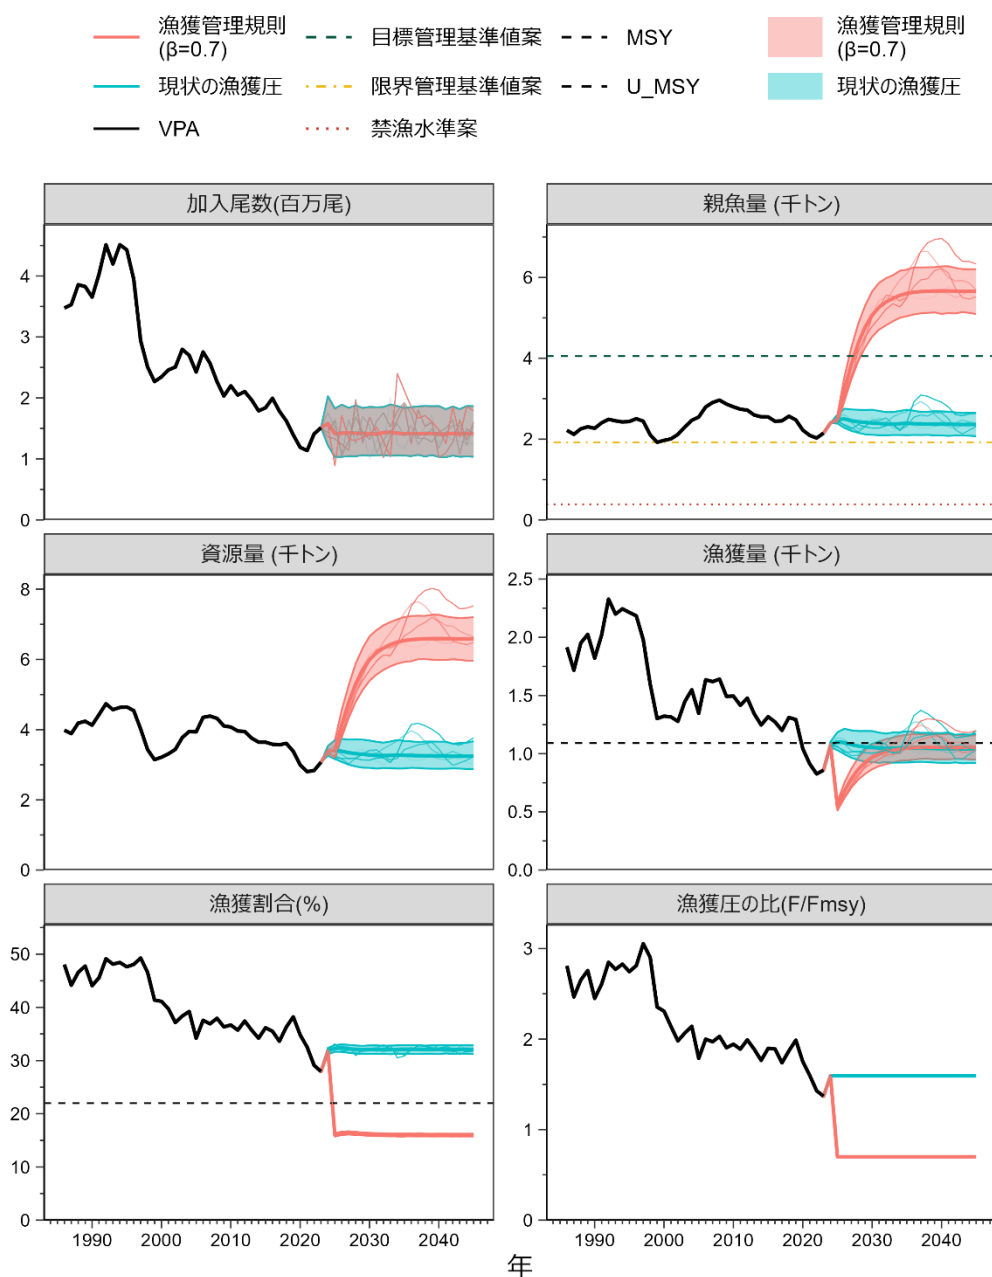 漁獲管理規則
(β=0.7)
目標管理基準値案
MSY
漁獲管理規則
(β=0.7)
現状の漁獲圧
限界管理基準値案
U_MSY
現状の漁獲圧
VPA
禁漁水準案
加入尾数(百万尾)
親魚量 (千トン)
4
3
2
1
0
6
4
2
0
資源量 (千トン)
漁獲量 (千トン)
8
6
4
2
0
2.5
2.0
1.5
1.0
0.5
0.0
漁獲割合(%)
漁獲圧の比(F/Fmsy)
50
40
30
20
10
0
3
2
1
0
1990 2000 2010 2020 2030 2040
1990 2000 2010 2020 2030 2040
年